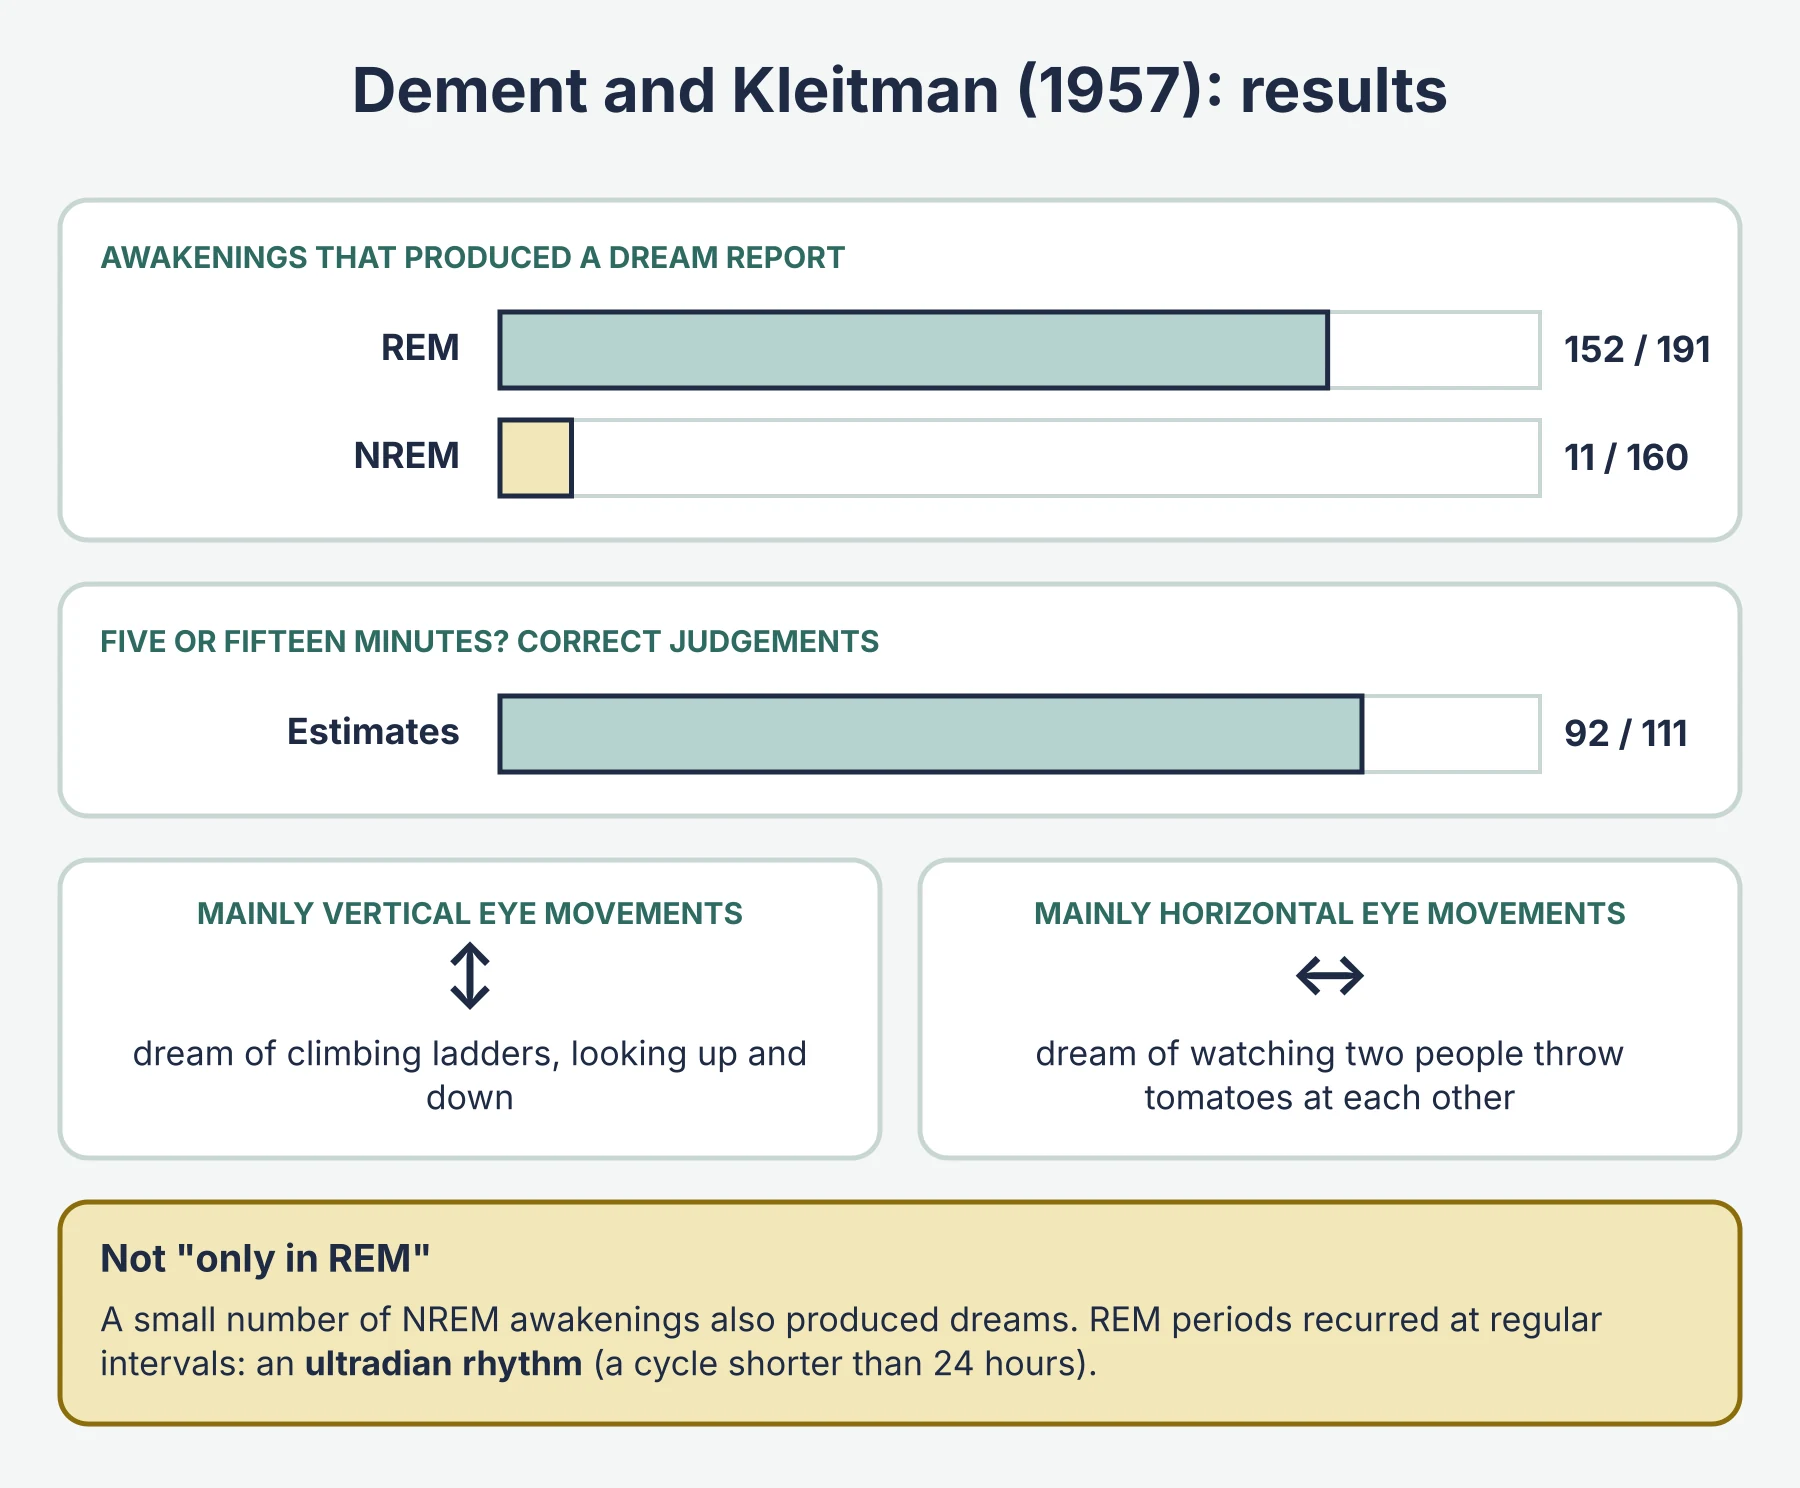 Dement and Kleitman (1957): results
AWAKENINGS THAT PRODUCED A DREAM REPORT
REM
152 / 191
NREM
11 / 160
FIVE OR FIFTEEN MINUTES? CORRECT JUDGEMENTS
Estimates
92 / 111
MAINLY VERTICAL EYE MOVEMENTS
dream of climbing ladders, looking up and
down
MAINLY HORIZONTAL EYE MOVEMENTS
dream of watching two people throw
tomatoes at each other
Not "only in REM"
A small number of NREM awakenings also produced dreams. REM periods recurred at regular
intervals: an ultradian rhythm (a cycle shorter than 24 hours).